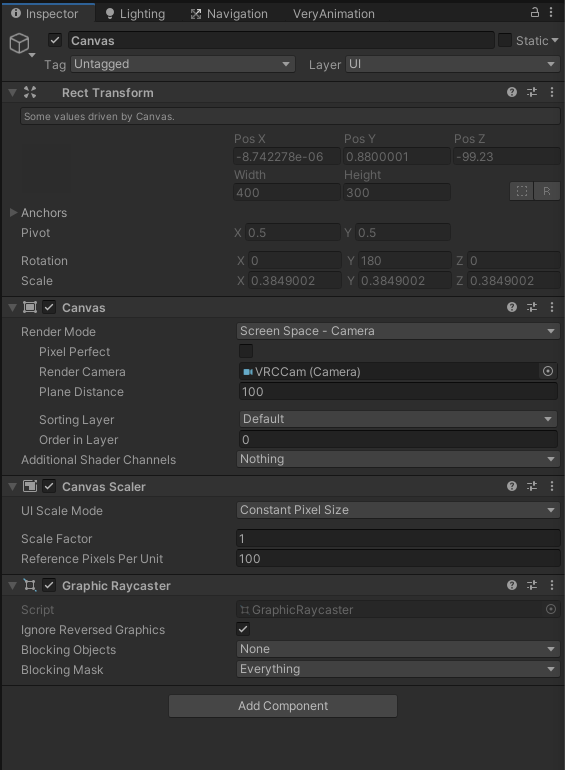 Inspector Lighting Navigation VeryAnimation
Canvas Static
Tag Untagged Layer UI
Rect Transform
Some values driven by Canvas.
Pos X Pos Y Pos Z
-8.742278e-06 0.8800001 -99.23
Width Height
400 300 R
Anchors
Pivot X 0.5 Y 0.5
Rotation X 0 Y 180 Z 0
Scale X 0.3849002 Y 0.3849002 Z 0.3849002
Canvas
Render Mode Screen Space - Camera
Pixel Perfect
Render Camera VRCCam (Camera)
Plane Distance 100
Sorting Layer Default
Order in Layer 0
Additional Shader Channels Nothing
Canvas Scaler
UI Scale Mode Constant Pixel Size
Scale Factor 1
Reference Pixels Per Unit 100
Graphic Raycaster
Script GraphicRaycaster
Ignore Reversed Graphics
Blocking Objects None
Blocking Mask Everything
Add Component